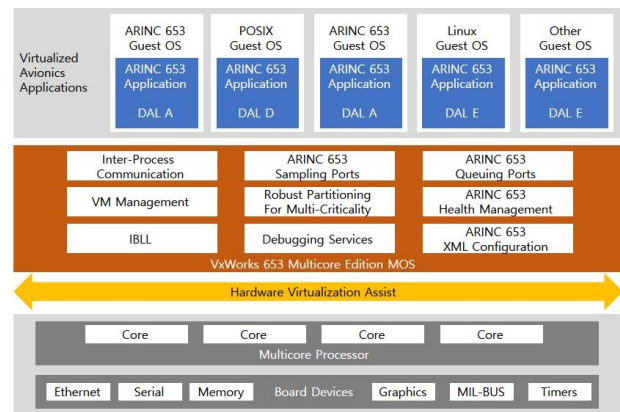 Virtualized
Avionics
Applications
ARINC 653
Guest OS
ARINC 653
Application
DAL A
POSIX
Guest OS
ARINC 653
Application
DAL D
ARINC 653
Guest OS
ARINC 653
Application
DAL A
Linux
Guest OS
ARINC 653
Application
DAL E
Other
Guest OS
ARINC 653
Application
DAL E
Inter-Process
Communication
ARINC 653
Sampling Ports
ARINC 653
Queuing Ports
VM Management
Robust Partitioning
For Multi-Criticality
ARINC 653
Health Management
IBLL
Debugging Services
ARINC 653
XML Configuration
VxWorks 653 Multicore Edition MOS
Hardware Virtualization Assist
Core
Core
Core
Core
Multicore Processor
Ethernet
Serial
Memory
Board Devices
Graphics
MIL-BUS
Timers